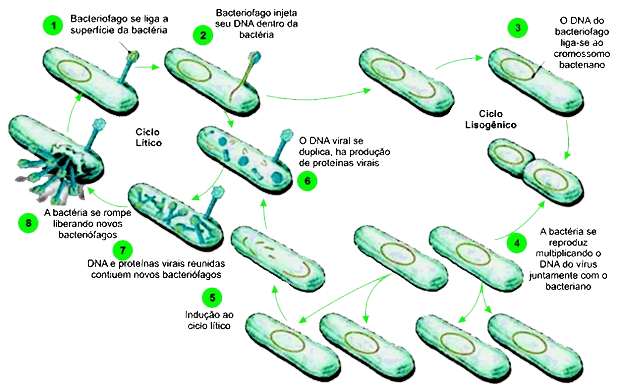 1
Bacteriofago se liga a
superfície da bactéria
2
Bacteriofago injeta
seu DNA dentro da
bactéria
3
O DNA do
bacteriofago
liga-se ao
cromossomo
bactenano
Ciclo
Lítico
Ciclo
Lisogênico
O DNA viral se
duplica, ha produção
de proteínas virais
6
8
A bactéria se rompe
liberando novos
bacteriófagos
7
DNA e proteínas virais reunidas
contiuem novos bacteriófagos
4
A bactéria se
reproduz
multiplicando o
DNA do vírus
juntamente com o
bacteriano
5
Indução ao
ciclo lítico